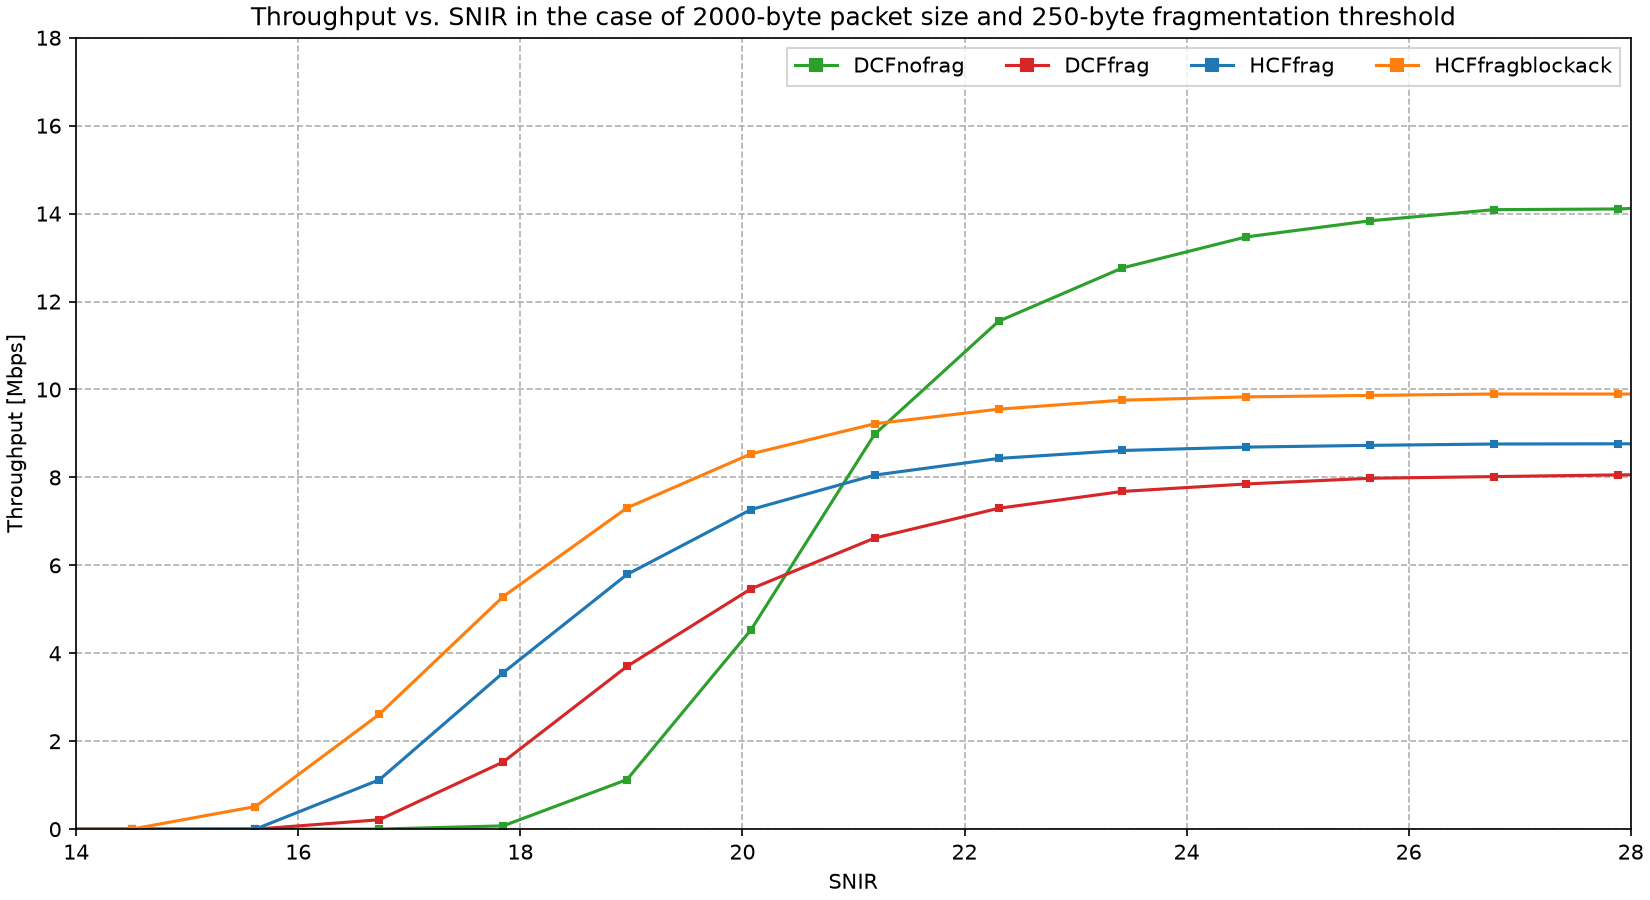 Throughput vs. SNIR in the case of 2000-byte packet size and 250-byte fragmentation threshold
DCFnofrag DCFfrag HCFfrag HCFfragblockack
Throughput [Mbps]
18
16
14
12
10
8
6
4
2
0
14 16 18 20 22 24 26 28
SNIR